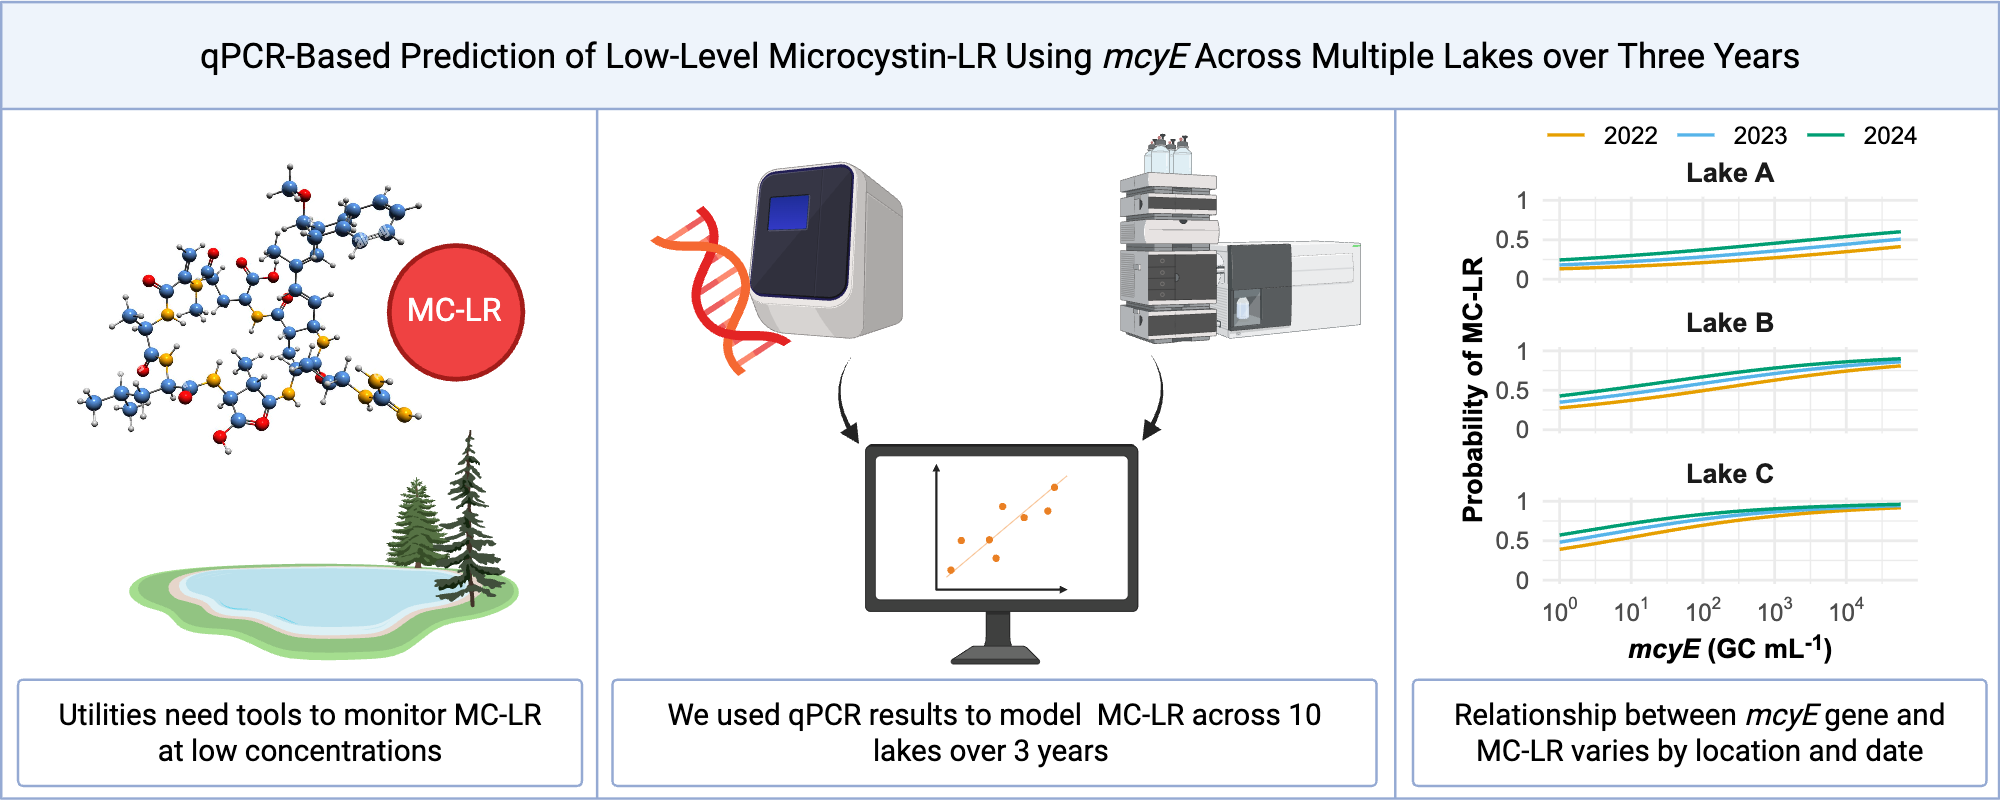 qPCR-Based Prediction of Low-Level Microcystin-LR Using mcyE Across Multiple Lakes over Three Years
MC-LR
Utilities need tools to monitor MC-LR
at low concentrations
We used qPCR results to model  MC-LR across 10
lakes over 3 years
2022 2023 2024
Lake A
1
0.5
0
Lake B
1
0.5
0
Lake C
1
0.5
0
Probability of MC-LR
10⁰ 10¹ 10² 10³ 10⁴
mcyE (GC mL⁻¹)
Relationship between mcyE gene and
MC-LR varies by location and date